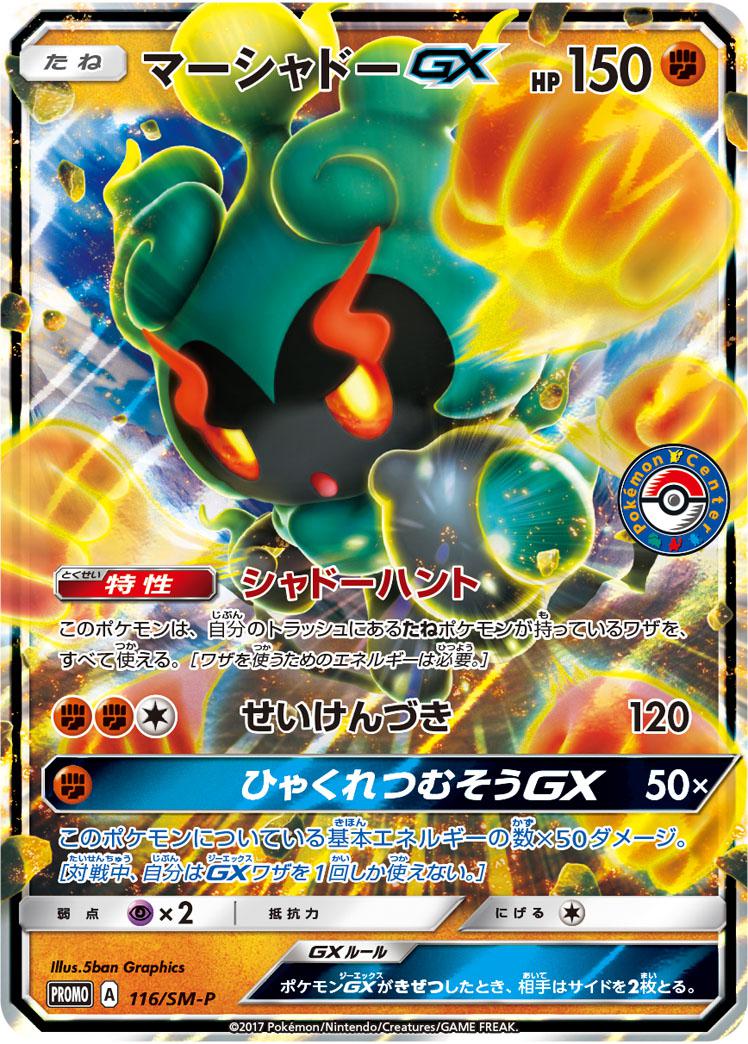 たね
マーシャドーGX
HP 150
Pokémon Center
とくせい
特性 シャドーハント
このポケモンは、自分のトラッシュにあるたねポケモンが持っているワザを、
すべて使える。[ワザを使うためのエネルギーは必要。]
せいけんづき 120
ひゃくれつむそうGX 50×
このポケモンについている基本エネルギーの数×50ダメージ。
[対戦中、自分はGXワザを1回しか使えない。]
弱点 ×2 抵抗力 にげる
GXルール
ポケモンGXがきぜつしたとき、相手はサイドを2枚とる。
Illus.5ban Graphics
PROMO A 116/SM-P
©2017 Pokémon/Nintendo/Creatures/GAME FREAK.